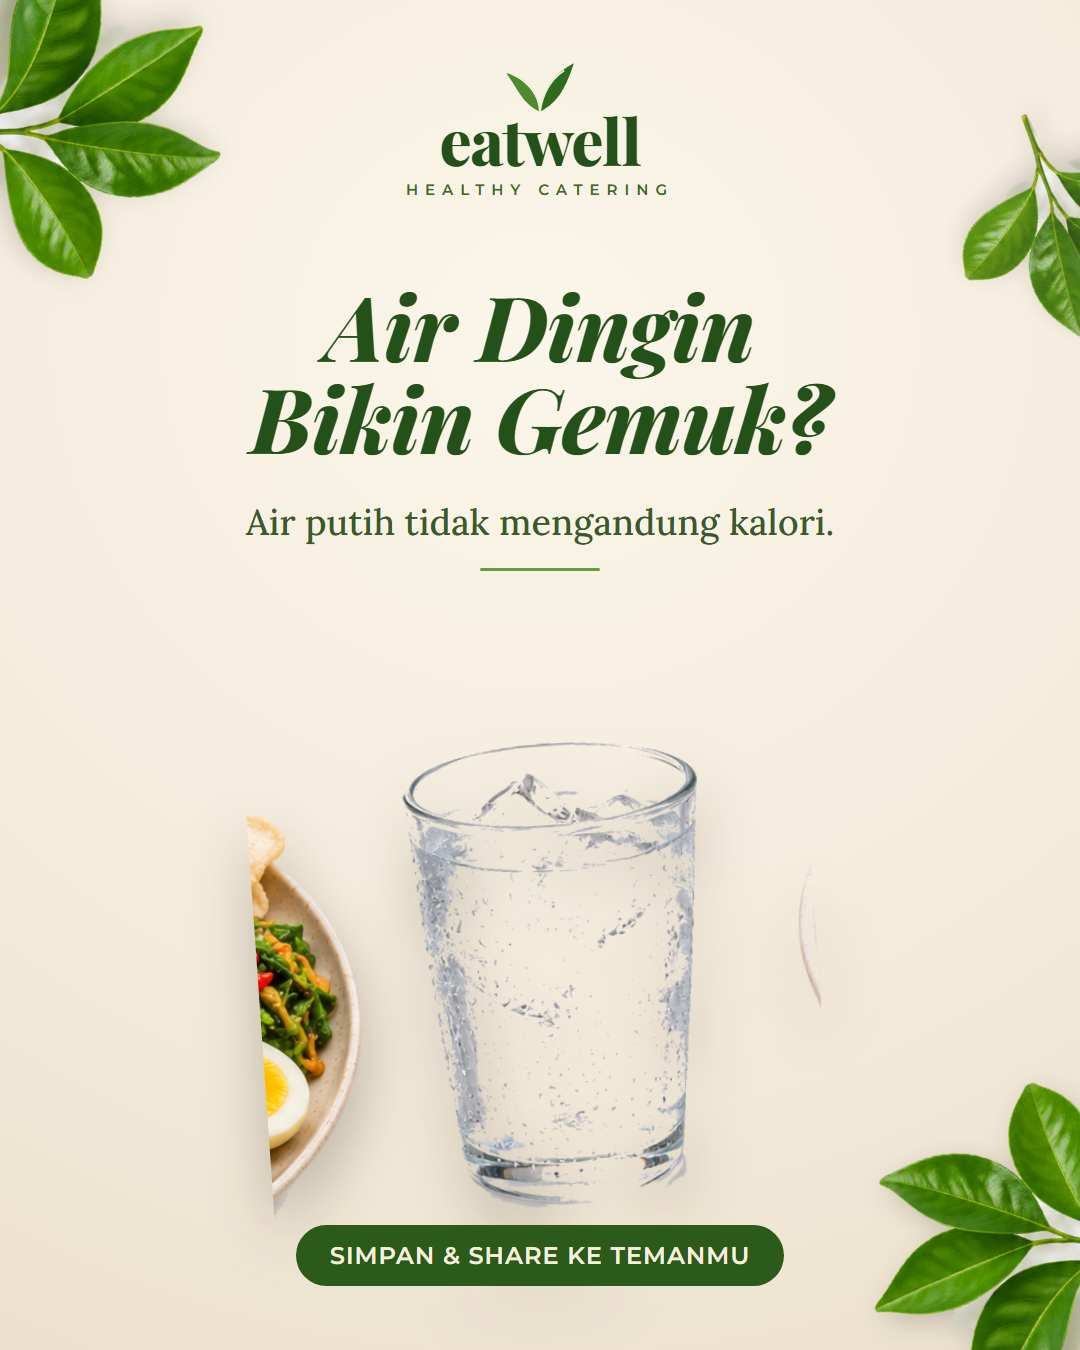 eatwell
HEALTHY CATERING
Air Dingin
Bikin Gemuk?
Air putih tidak mengandung kalori.
SIMPAN & SHARE KE TEMANMU